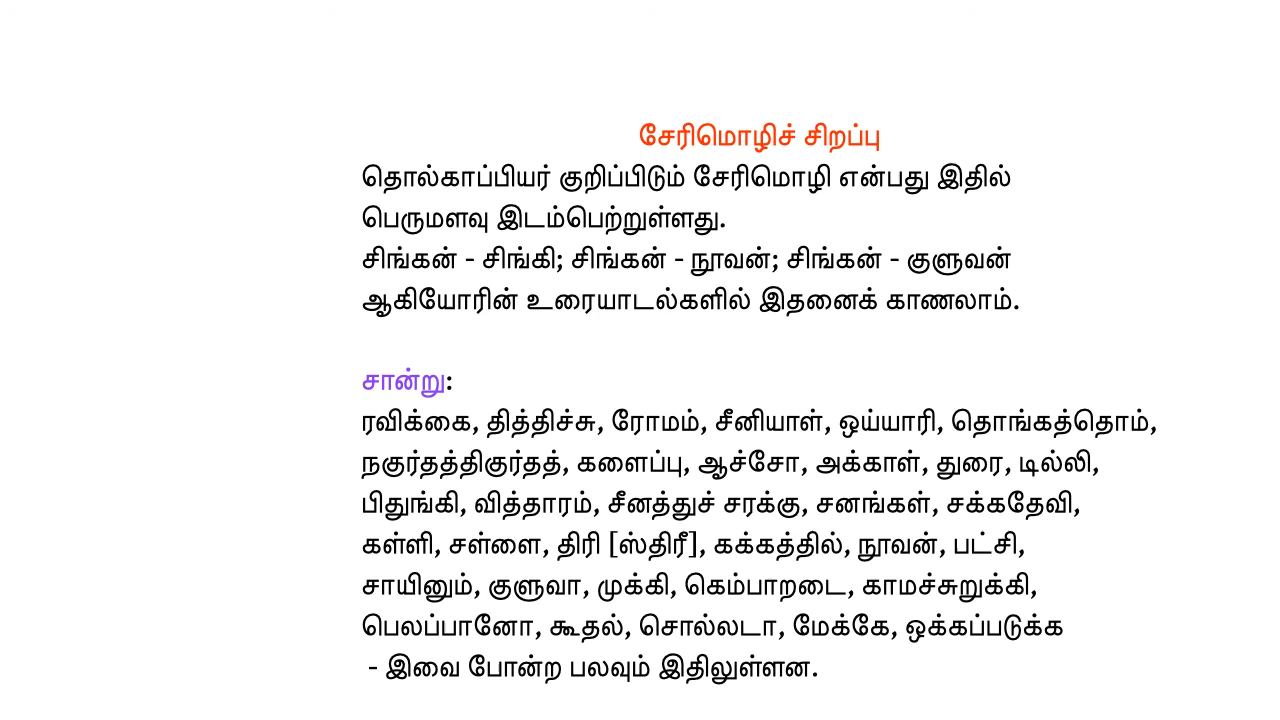 சேரிமொழிச் சிறப்பு
தொல்காப்பியர் குறிப்பிடும் சேரிமொழி என்பது இதில்
பெருமளவு இடம்பெற்றுள்ளது.
சிங்கன் - சிங்கி; சிங்கன் - நூவன்; சிங்கன் - குளுவன்
ஆகியோரின் உரையாடல்களில் இதனைக் காணலாம்.
சான்று:
ரவிக்கை, தித்திச்சு, ரோமம், சீனியாள், ஒய்யாரி, தொங்கத்தொம்,
நகுர்தத்திகுர்தத், களைப்பு, ஆச்சோ, அக்காள், துரை, டில்லி,
பிதுங்கி, வித்தாரம், சீனத்துச் சரக்கு, சனங்கள், சக்கதேவி,
கள்ளி, சள்ளை, திரி [ஸ்திரீ], கக்கத்தில், நூவன், பட்சி,
சாயினும், குளுவா, முக்கி, கெம்பாறடை, காமச்சுறுக்கி,
பெலப்பானோ, கூதல், சொல்லடா, மேக்கே, ஒக்கப்படுக்க
- இவை போன்ற பலவும் இதிலுள்ளன.